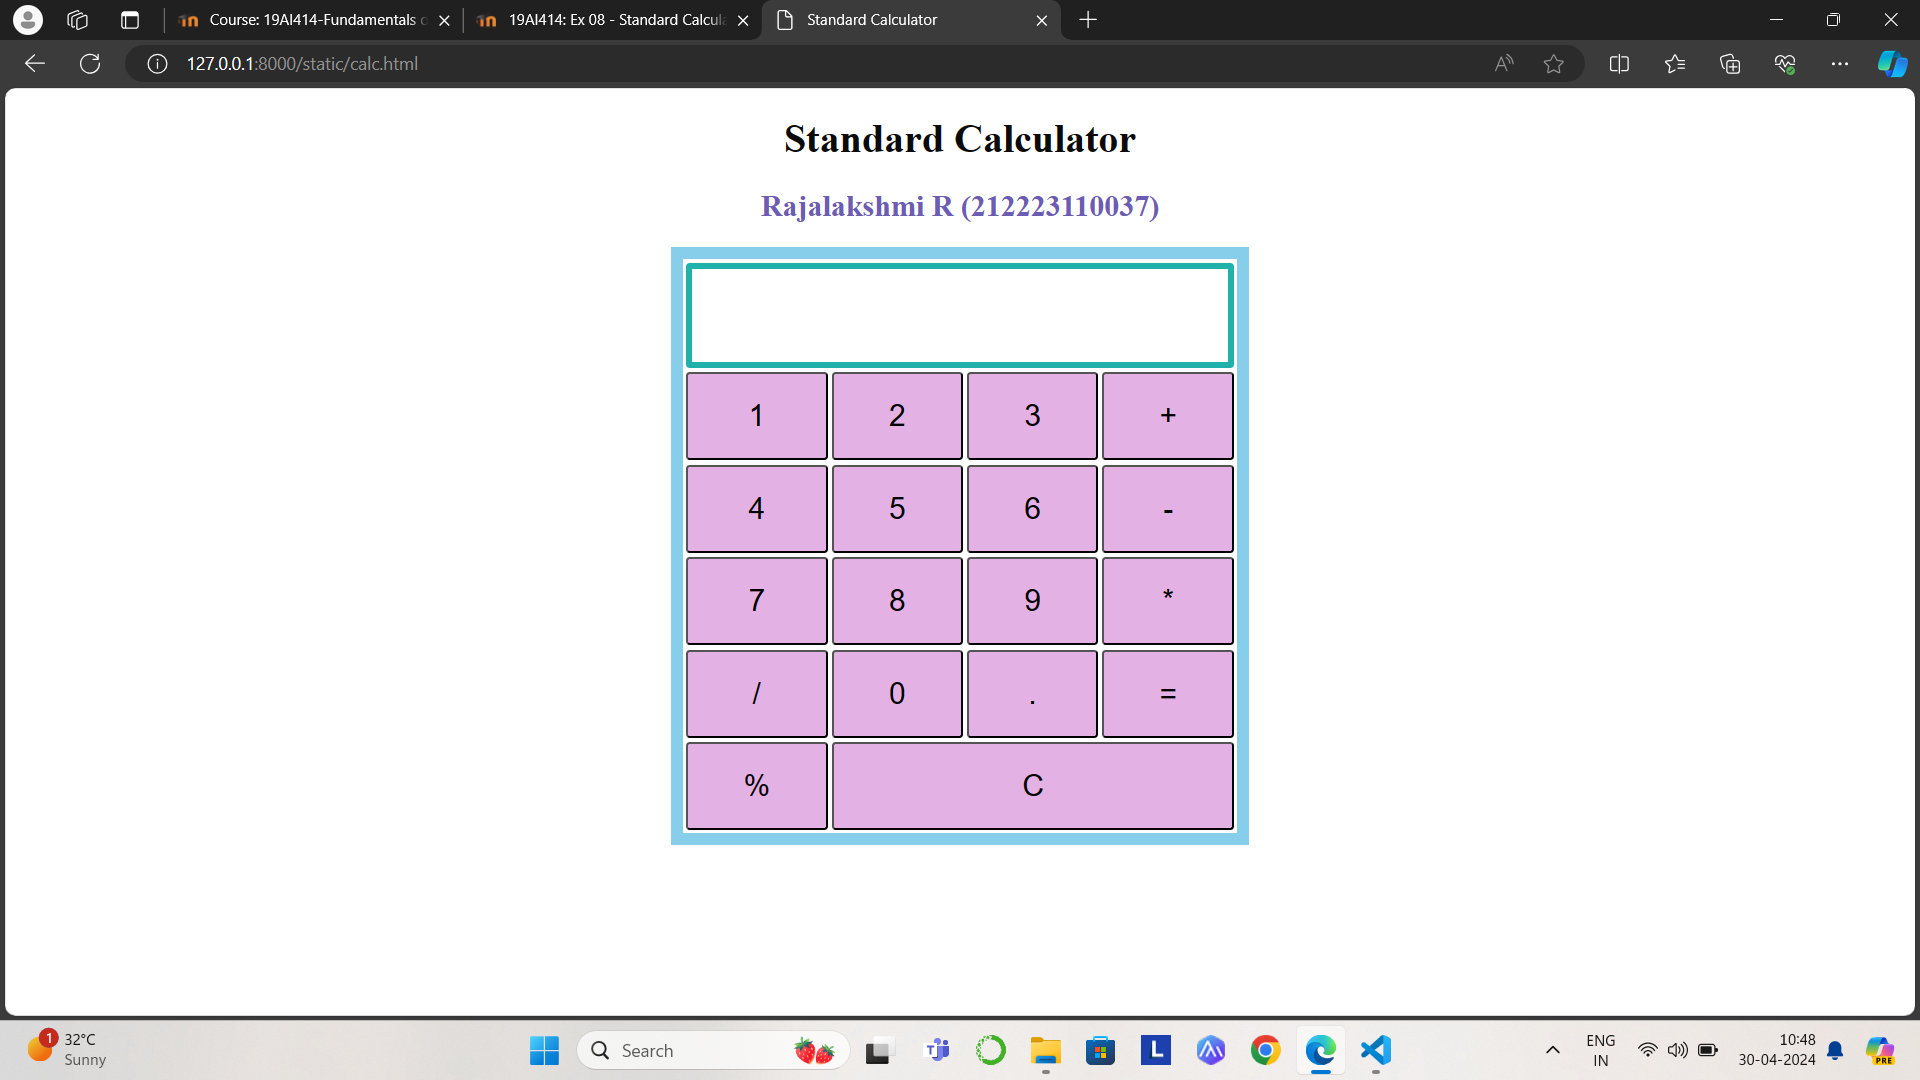 Course: 19AI414-Fundamentals o
19AI414: Ex 08 - Standard Calcula
Standard Calculator
127.0.0.1:8000/static/calc.html
Standard Calculator
Rajalakshmi R (212223110037)
1 2 3 +
4 5 6 -
7 8 9 *
/ 0 . =
% C
1
32°C
Sunny
Search
L
ENG
IN
10:48
30-04-2024
PRE